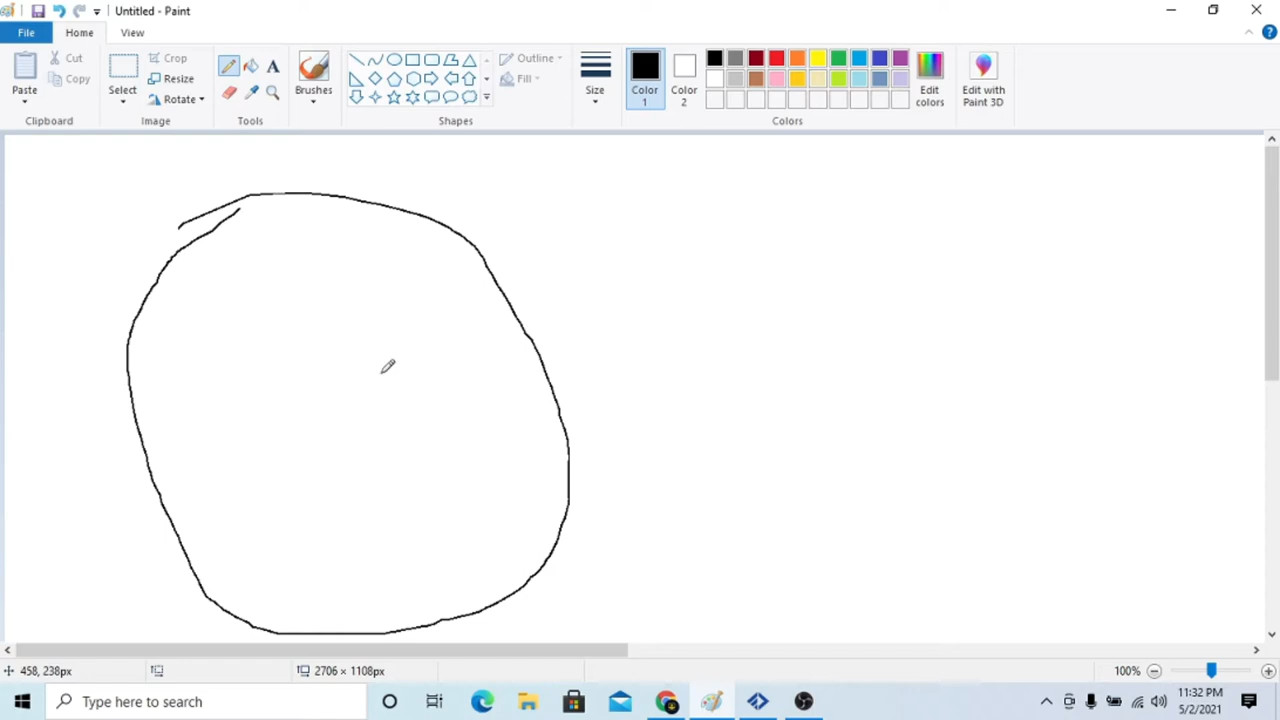 Untitled - Paint
File
Home
View
Paste
Cut
Copy
Clipboard
Select
Crop
Resize
Rotate
Image
A
Tools
Brushes
Outline
Fill
Shapes
Size
Color 1
Color 2
Edit colors
Colors
Edit with Paint 3D
458, 238px
2706 × 1108px
100%
Type here to search
11:32 PM
5/2/2021